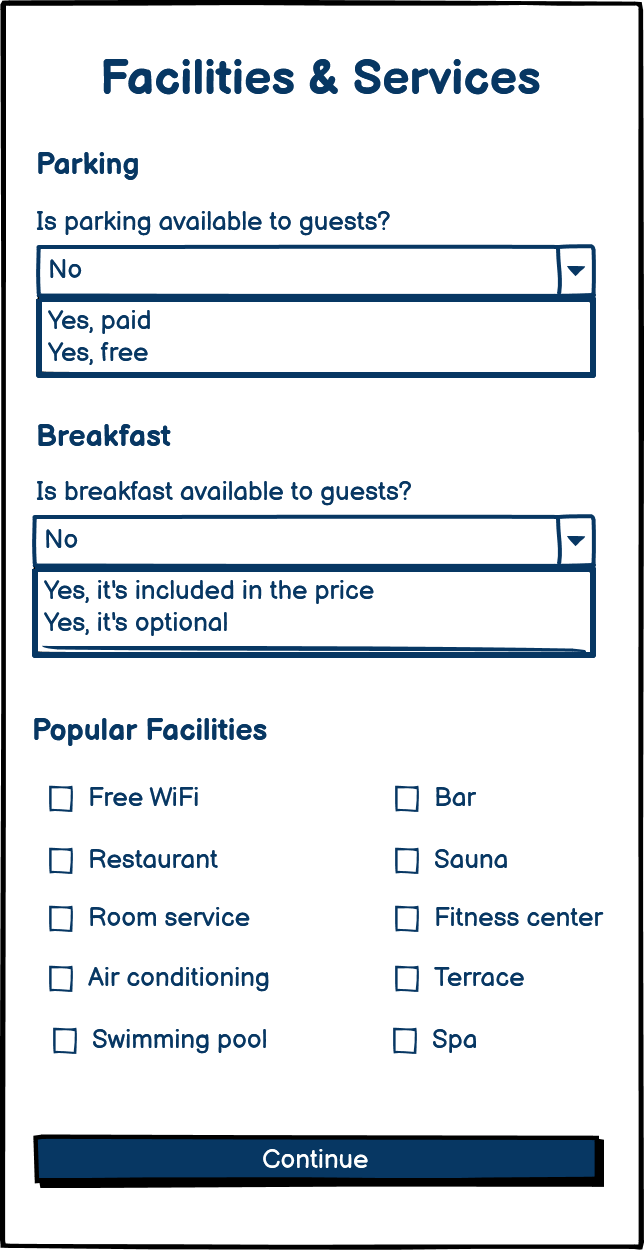 Facilities & Services
Parking
Is parking available to guests?
No
Yes, paid
Yes, free
Breakfast
Is breakfast available to guests?
No
Yes, it's included in the price
Yes, it's optional
Popular Facilities
Free WiFi
Bar
Restaurant
Sauna
Room service
Fitness center
Air conditioning
Terrace
Swimming pool
Spa
Continue